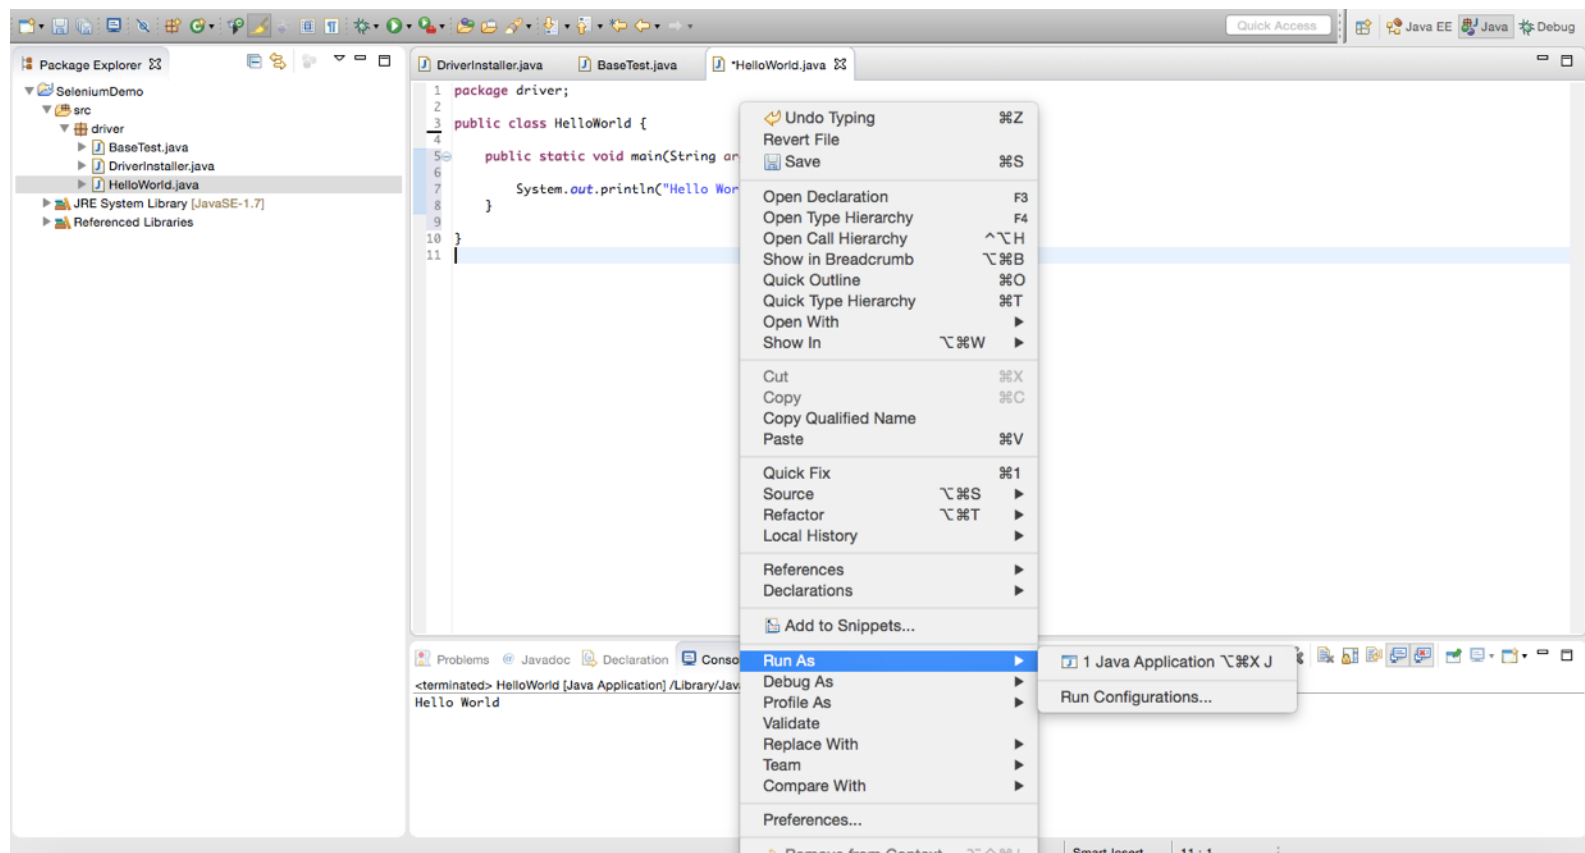 Quick Access
Java EE
Java
Debug
Package Explorer
SeleniumDemo
src
driver
BaseTest.java
DriverInstaller.java
HelloWorld.java
JRE System Library [JavaSE-1.7]
Referenced Libraries
DriverInstaller.java
BaseTest.java
*HelloWorld.java
1 package driver;
2
3 public class HelloWorld {
4
5 public static void main(String ar
6
7 System.out.println("Hello Wor
8 }
9
10 }
11
Undo Typing ⌘Z
Revert File
Save ⌘S
Open Declaration F3
Open Type Hierarchy F4
Open Call Hierarchy ^⌥H
Show in Breadcrumb ⌥⌘B
Quick Outline ⌘O
Quick Type Hierarchy ⌘T
Open With
Show In ⌥⌘W
Cut ⌘X
Copy ⌘C
Copy Qualified Name
Paste ⌘V
Quick Fix ⌘1
Source ⌥⌘S
Refactor ⌥⌘T
Local History
References
Declarations
Add to Snippets...
Run As
Debug As
Profile As
Validate
Replace With
Team
Compare With
Preferences...
1 Java Application ⌥⌘X J
Run Configurations...
Problems
Javadoc
Declaration
Conso
<terminated> HelloWorld [Java Application] /Library/Jav
Hello World